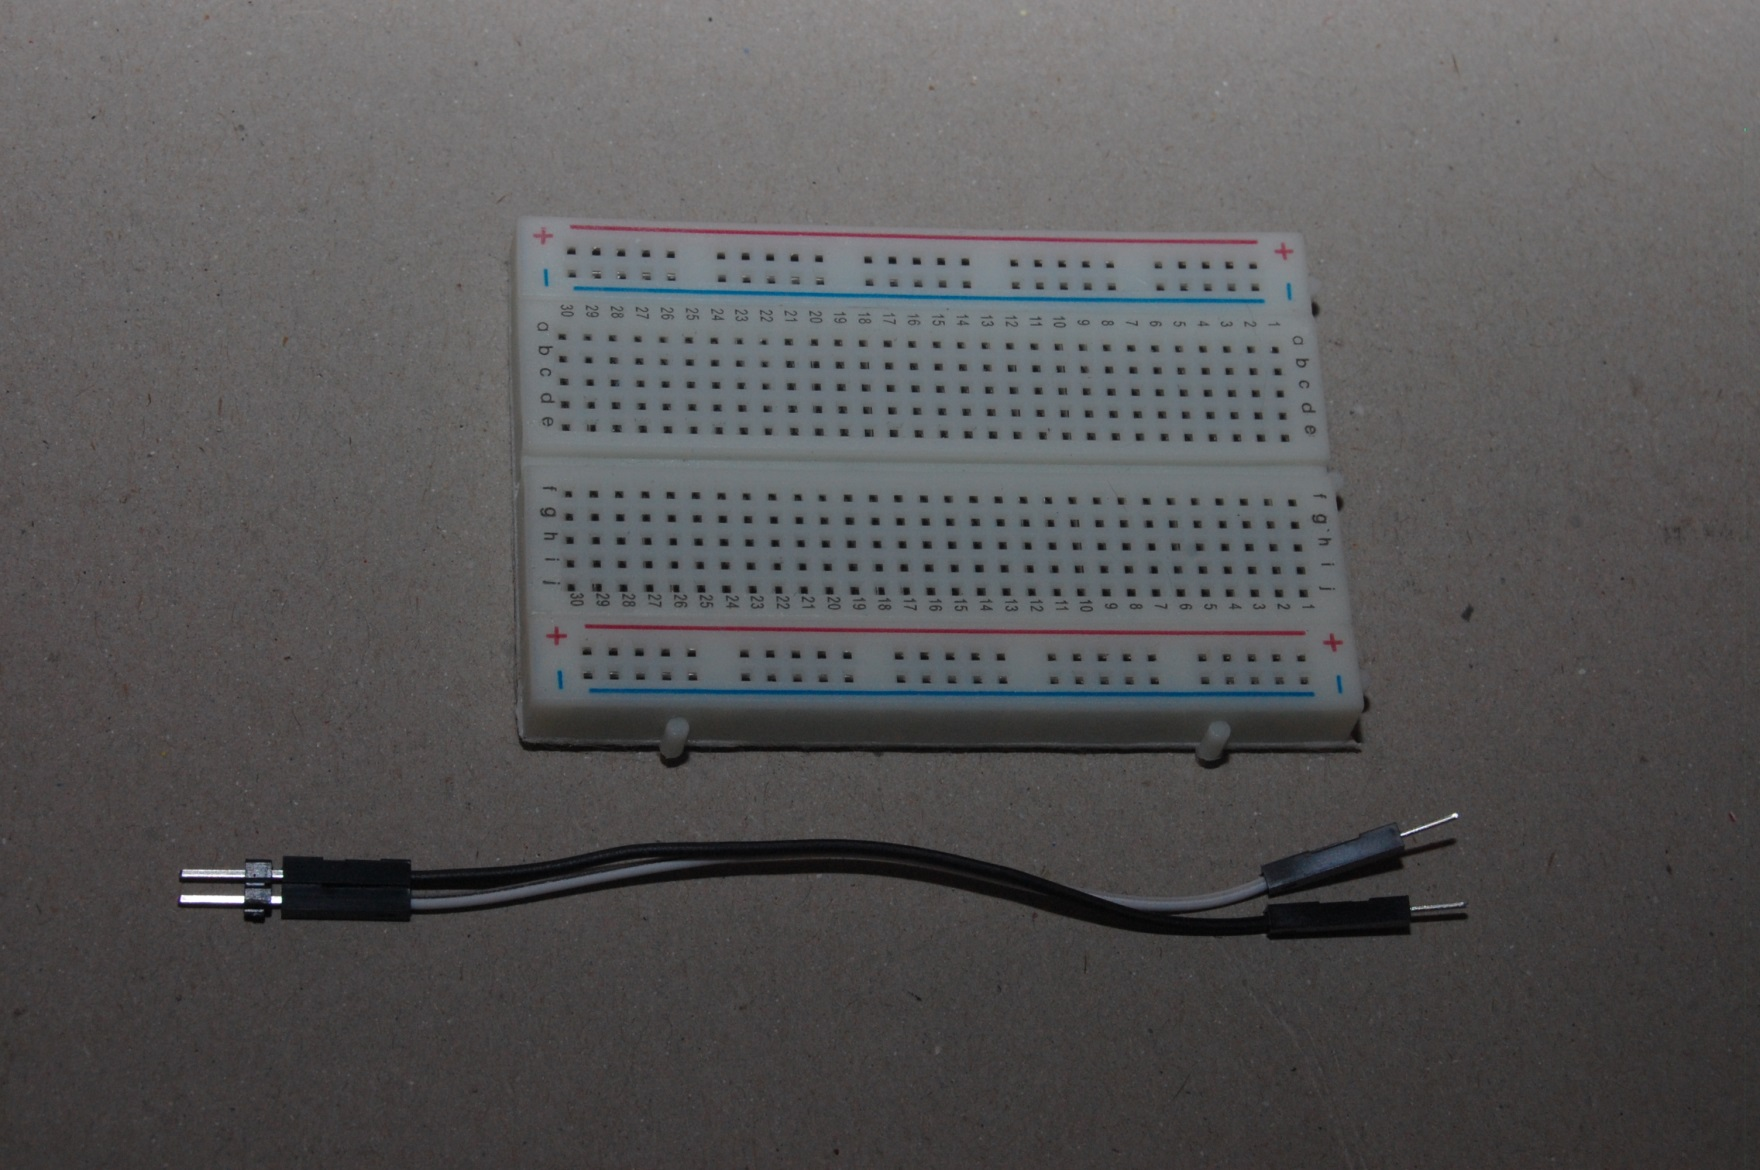 + +
- -
30 29 28 27 26 25 24 23 22 21 20 19 18 17 16 15 14 13 12 11 10 9 8 7 6 5 4 3 2 1
a a
b b
c c
d d
e e
f f
g g
h h
i i
j j
30 29 28 27 26 25 24 23 22 21 20 19 18 17 16 15 14 13 12 11 10 9 8 7 6 5 4 3 2 1
+ +
- -